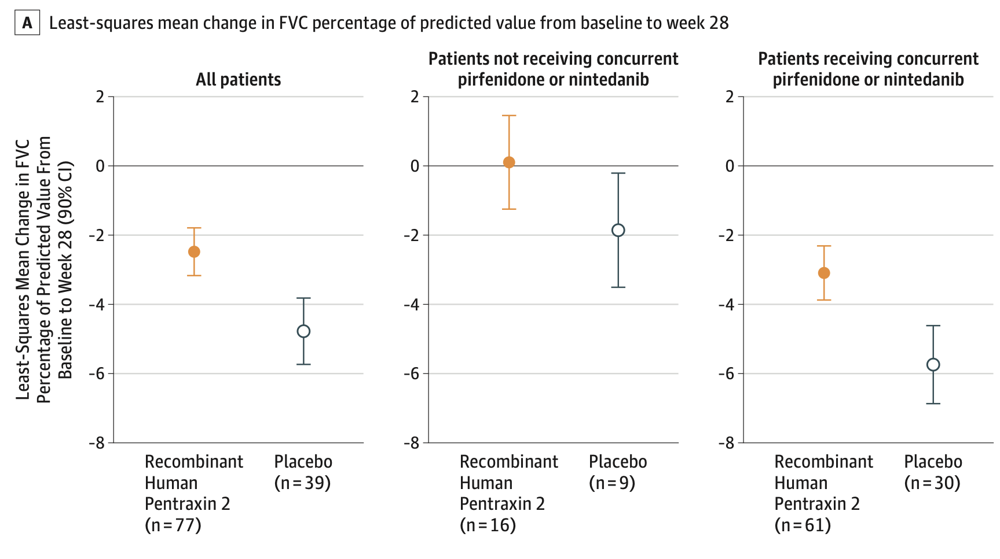 A Least-squares mean change in FVC percentage of predicted value from baseline to week 28
Least-Squares Mean Change in FVC
Percentage of Predicted Value From
Baseline to Week 28 (90% CI)
All patients
2
0
-2
-4
-6
-8
Recombinant
Human
Pentraxin 2
(n=77)
Placebo
(n=39)
Patients not receiving concurrent
pirfenidone or nintedanib
2
0
-2
-4
-6
-8
Recombinant
Human
Pentraxin 2
(n=16)
Placebo
(n=9)
Patients receiving concurrent
pirfenidone or nintedanib
2
0
-2
-4
-6
-8
Recombinant
Human
Pentraxin 2
(n=61)
Placebo
(n=30)